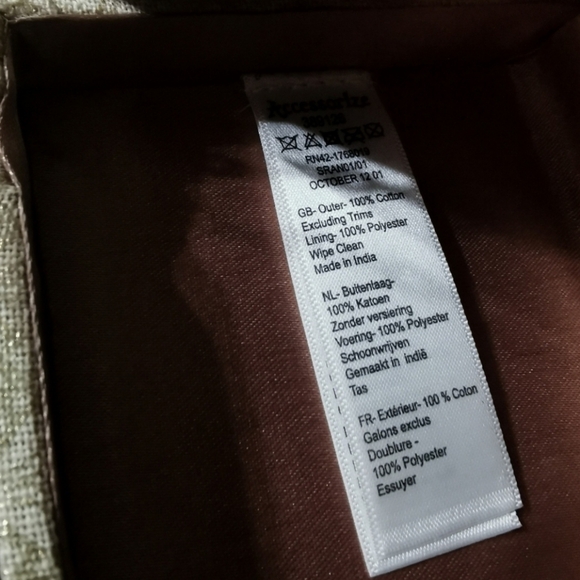 Accessorize
RN42-1768019
SRAN01/01
OCTOBER 12 01
GB- Outer- 100% Cotton
Excluding Trims
Lining- 100% Polyester
Wipe Clean
Made in India
NL- Buitenlaag-
100% Katoen
Zonder versiering
Voering- 100% Polyester
Schoonwrijven
Gemaakt in indië
Tas
FR- Extérieur- 100 % Coton
Galons exclus
Doublure -
100% Polyester
Essuyer